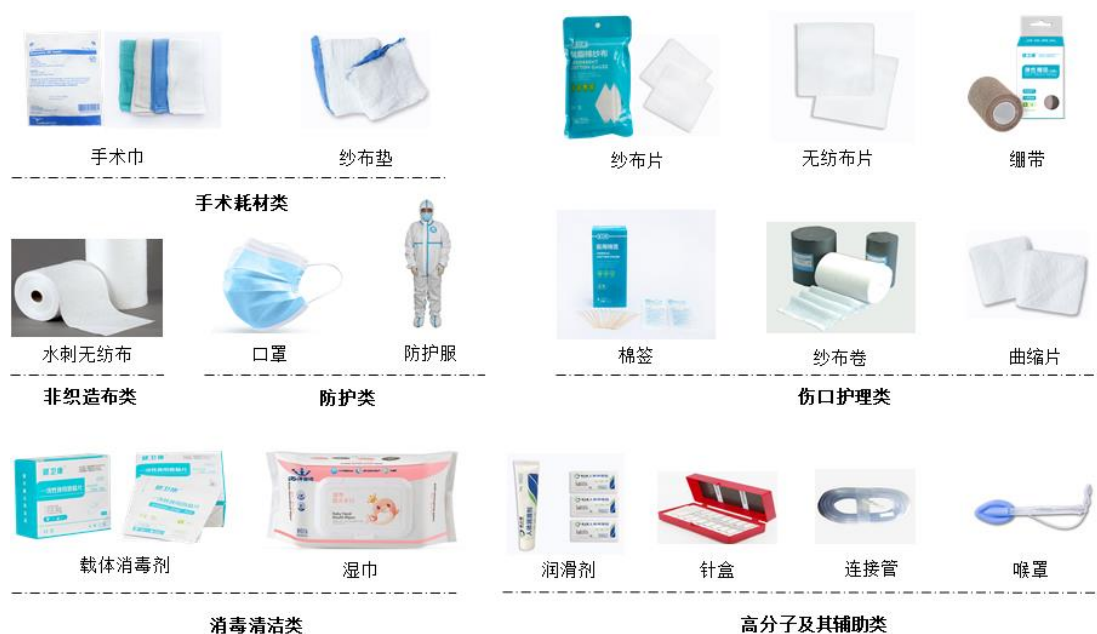 手术巾
纱布垫
手术耗材类
纱布片
无纺布片
绷带
水刺无纺布
非织造布类
口罩
防护服
防护类
棉签
纱布卷
曲缩片
伤口护理类
载体消毒剂
湿巾
消毒清洁类
润滑剂
针盒
连接管
喉罩
高分子及其辅助类